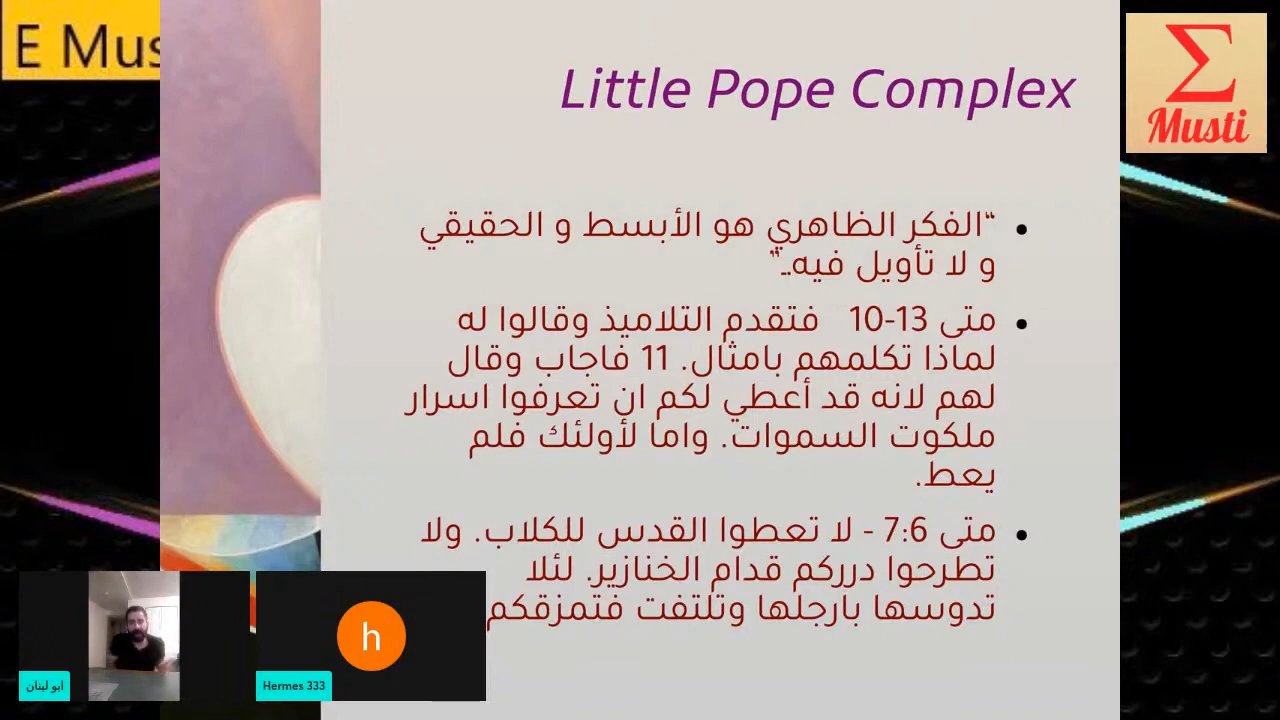 E Mus
Σ
Musti
Little Pope Complex
“الفكر الظاهري هو الأبسط و الحقيقي
و لا تأويل فيه.”
متى 13-10 فتقدم التلاميذ وقالوا له
لماذا تكلمهم بامثال. 11 فاجاب وقال
لهم لانه قد أعطي لكم ان تعرفوا اسرار
ملكوت السموات. واما لأولئك فلم
يعط.
متى 7:6 - لا تعطوا القدس للكلاب. ولا
تطرحوا درركم قدام الخنازير. لئلا
تدوسها بارجلها وتلتفت فتمزقكم
ابو لينان
h
Hermes 333